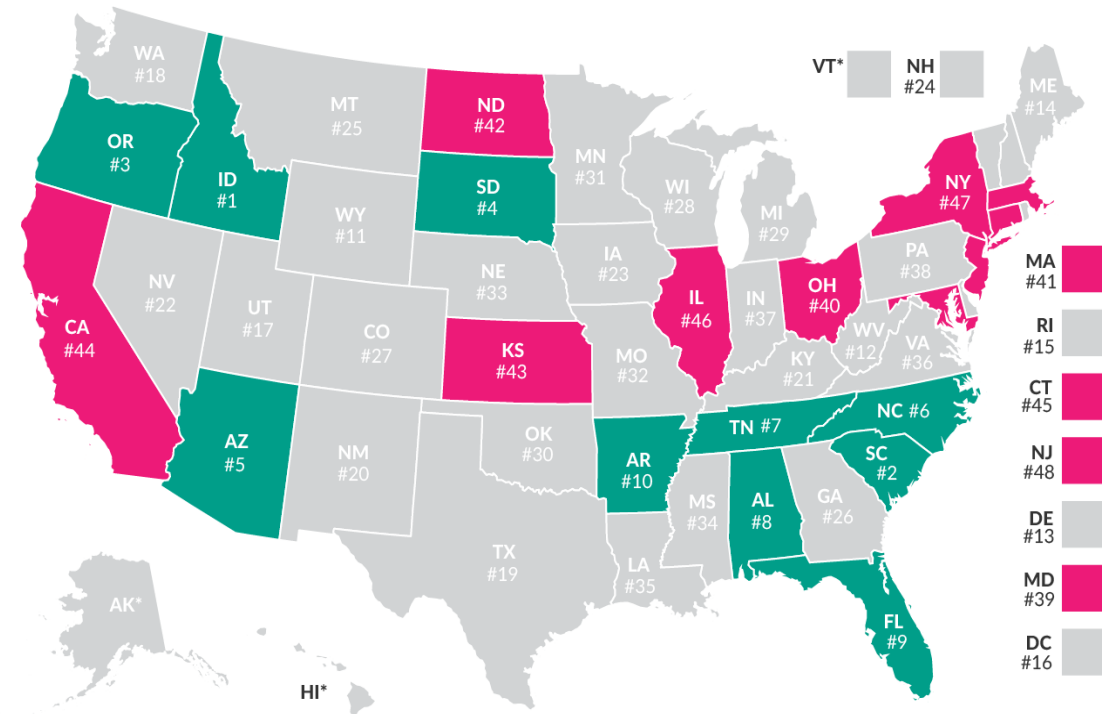 WA
#18
OR
#3
ID
#1
MT
#25
ND
#42
SD
#4
WY
#11
MN
#31
WI
#28
MI
#29
VT*
NH
#24
ME
#14
NY
#47
PA
#38
CA
#44
NV
#22
UT
#17
CO
#27
NE
#33
IA
#23
IL
#46
IN
#37
OH
#40
KS
#43
MO
#32
KY
#21
WV
#12
VA
#36
AZ
#5
NM
#20
OK
#30
AR
#10
TN #7
NC #6
SC
#2
MS
#34
AL
#8
GA
#26
TX
#19
LA
#35
FL
#9
AK*
HI*
MA
#41
RI
#15
CT
#45
NJ
#48
DE
#13
MD
#39
DC
#16